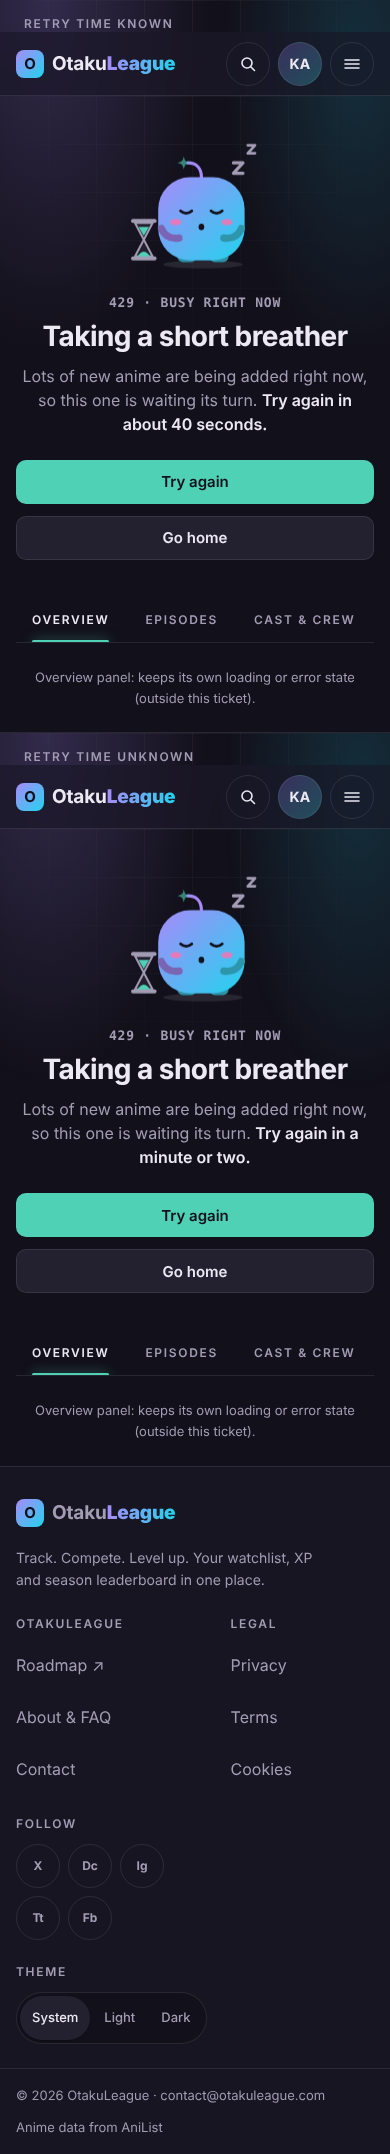 RETRY TIME KNOWN
O OtakuLeague KA
z
z
429 · BUSY RIGHT NOW
Taking a short breather
Lots of new anime are being added right now,
so this one is waiting its turn. Try again in
about 40 seconds.
Try again
Go home
OVERVIEW EPISODES CAST & CREW
Overview panel: keeps its own loading or error state
(outside this ticket).
RETRY TIME UNKNOWN
O OtakuLeague KA
z
z
429 · BUSY RIGHT NOW
Taking a short breather
Lots of new anime are being added right now,
so this one is waiting its turn. Try again in a
minute or two.
Try again
Go home
OVERVIEW EPISODES CAST & CREW
Overview panel: keeps its own loading or error state
(outside this ticket).
O OtakuLeague
Track. Compete. Level up. Your watchlist, XP
and season leaderboard in one place.
OTAKULEAGUE LEGAL
Roadmap ↗ Privacy
About & FAQ Terms
Contact Cookies
FOLLOW
X Dc Ig
Tt Fb
THEME
System Light Dark
© 2026 OtakuLeague · contact@otakuleague.com
Anime data from AniList